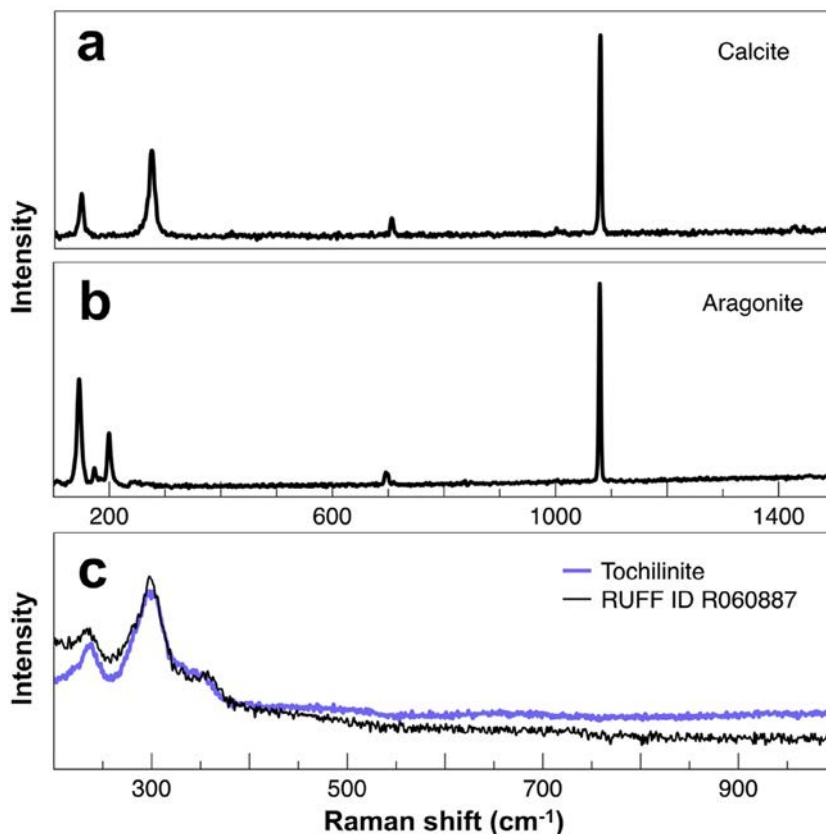 a
Calcite
Intensity
b
Aragonite
200
600
1000
1400
c
Tochilinite
RUFF ID R060887
Intensity
300
500
700
900
Raman shift (cm-1)